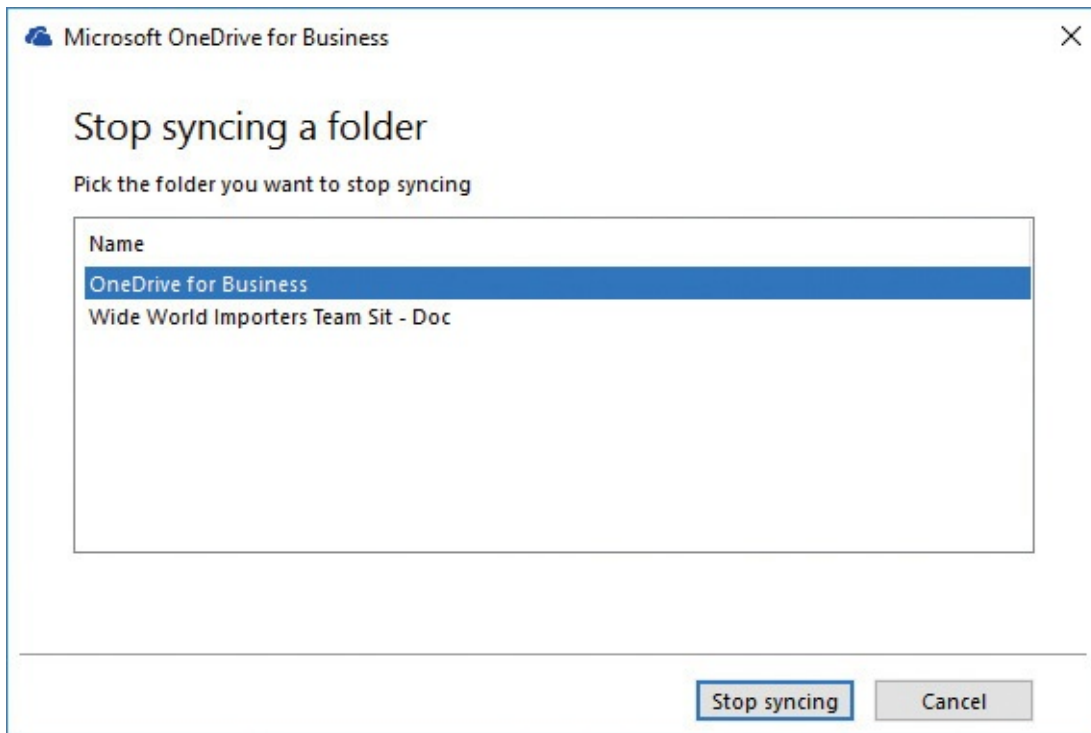 Microsoft OneDrive for Business
Stop syncing a folder
Pick the folder you want to stop syncing
Name
OneDrive for Business
Wide World Importers Team Sit - Doc
Stop syncing Cancel